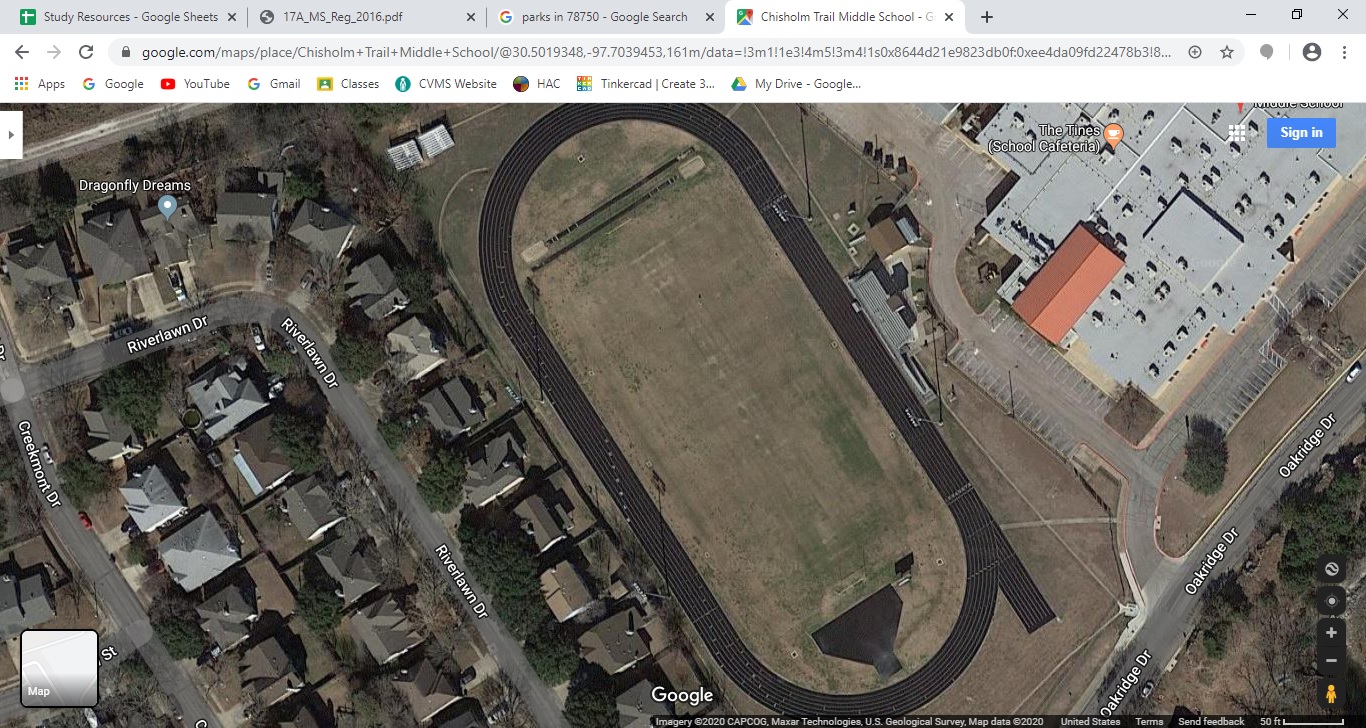 Study Resources - Google Sheets
17A_MS_Reg_2016.pdf
parks in 78750 - Google Search
Chisholm Trail Middle School - G
google.com/maps/place/Chisholm+Trail+Middle+School/@30.5019348,-97.7039453,161m/data=!3m1!1e3!4m5!3m4!1s0x8644d21e9823db0f:0xee4da09fd22478b3!8...
Apps
Google
YouTube
Gmail
Classes
CVMS Website
HAC
Tinkercad | Create 3...
My Drive - Google...
Middle School
The Tines
(School Cafeteria)
Sign in
Dragonfly Dreams
Riverlawn Dr
Riverlawn Dr
Creekmont Dr
Oakridge Dr
Riverlawn Dr
Oakridge Dr
St
Oakridge Dr
Map
Google
Imagery ©2020 CAPCOG, Maxar Technologies, U.S. Geological Survey, Map data ©2020
United States
Terms
Send feedback
50 ft